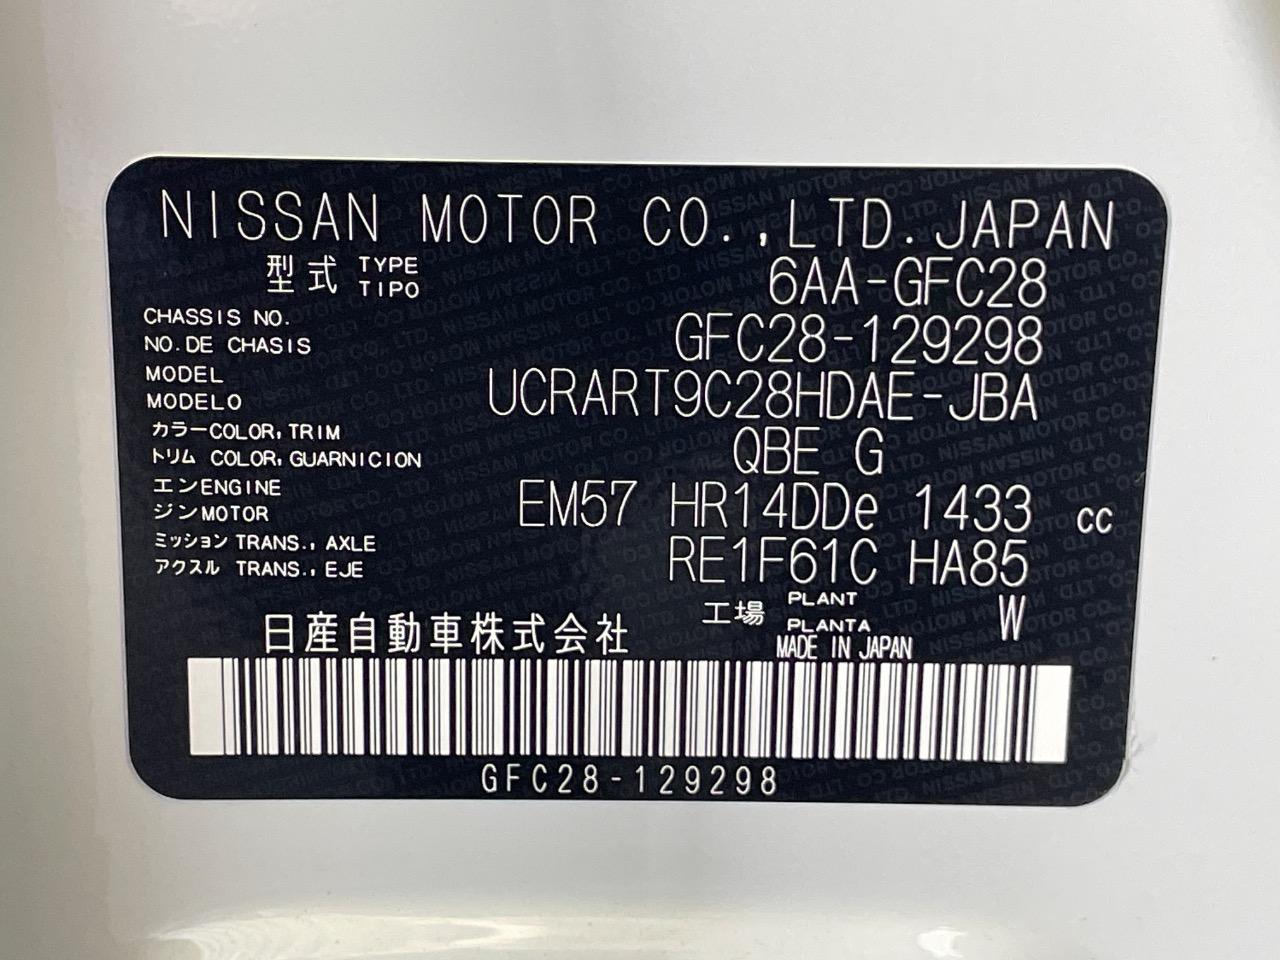 NISSAN MOTOR CO.,LTD.JAPAN
型式 TYPE TIPO 6AA-GFC28
CHASSIS NO.
NO.DE CHASIS GFC28-129298
MODEL
MODELO UCRART9C28HDAE-JBA
カラーCOLOR,TRIM
トリム COLOR,GUARNICION QBE G
エンENGINE
ジンMOTOR EM57 HR14DDe 1433 cc
ミッション TRANS., AXLE
アクスル TRANS., EJE RE1F61C HA85
工場 PLANT PLANTA W
日産自動車株式会社
MADE IN JAPAN
GFC28-129298